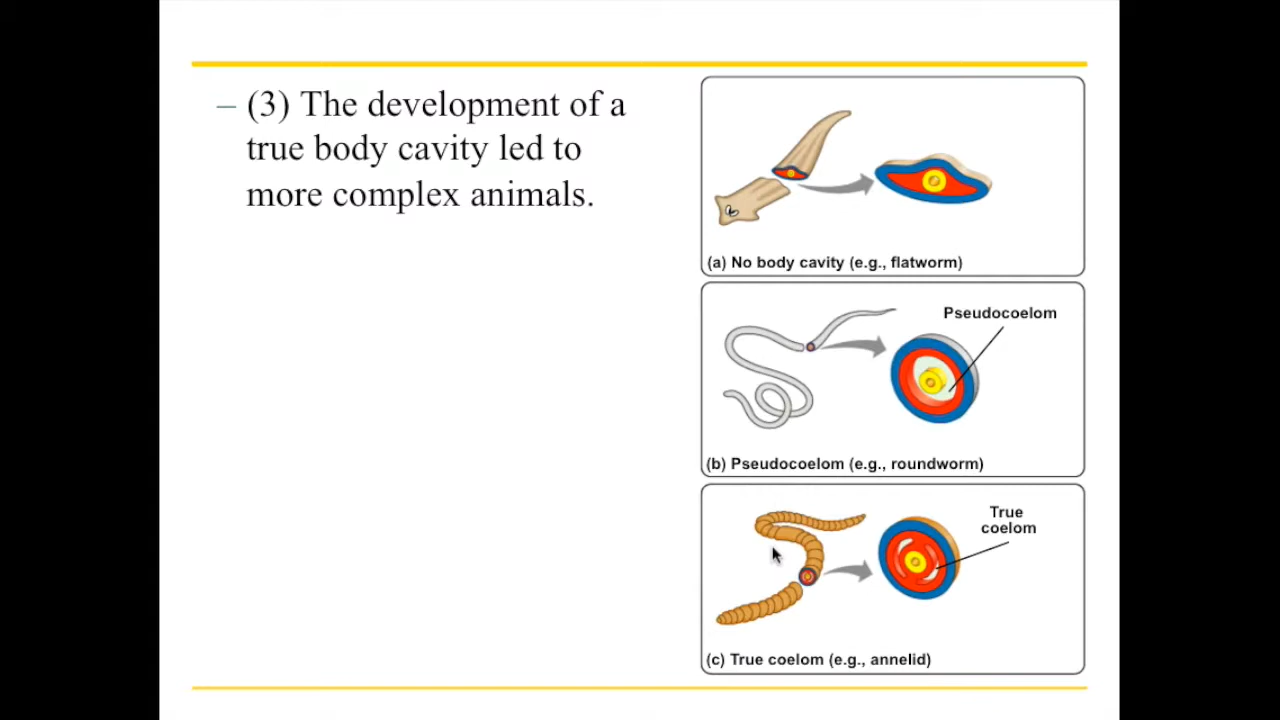 – (3) The development of a
true body cavity led to
more complex animals.
(a) No body cavity (e.g., flatworm)
Pseudocoelom
(b) Pseudocoelom (e.g., roundworm)
True
coelom
(c) True coelom (e.g., annelid)